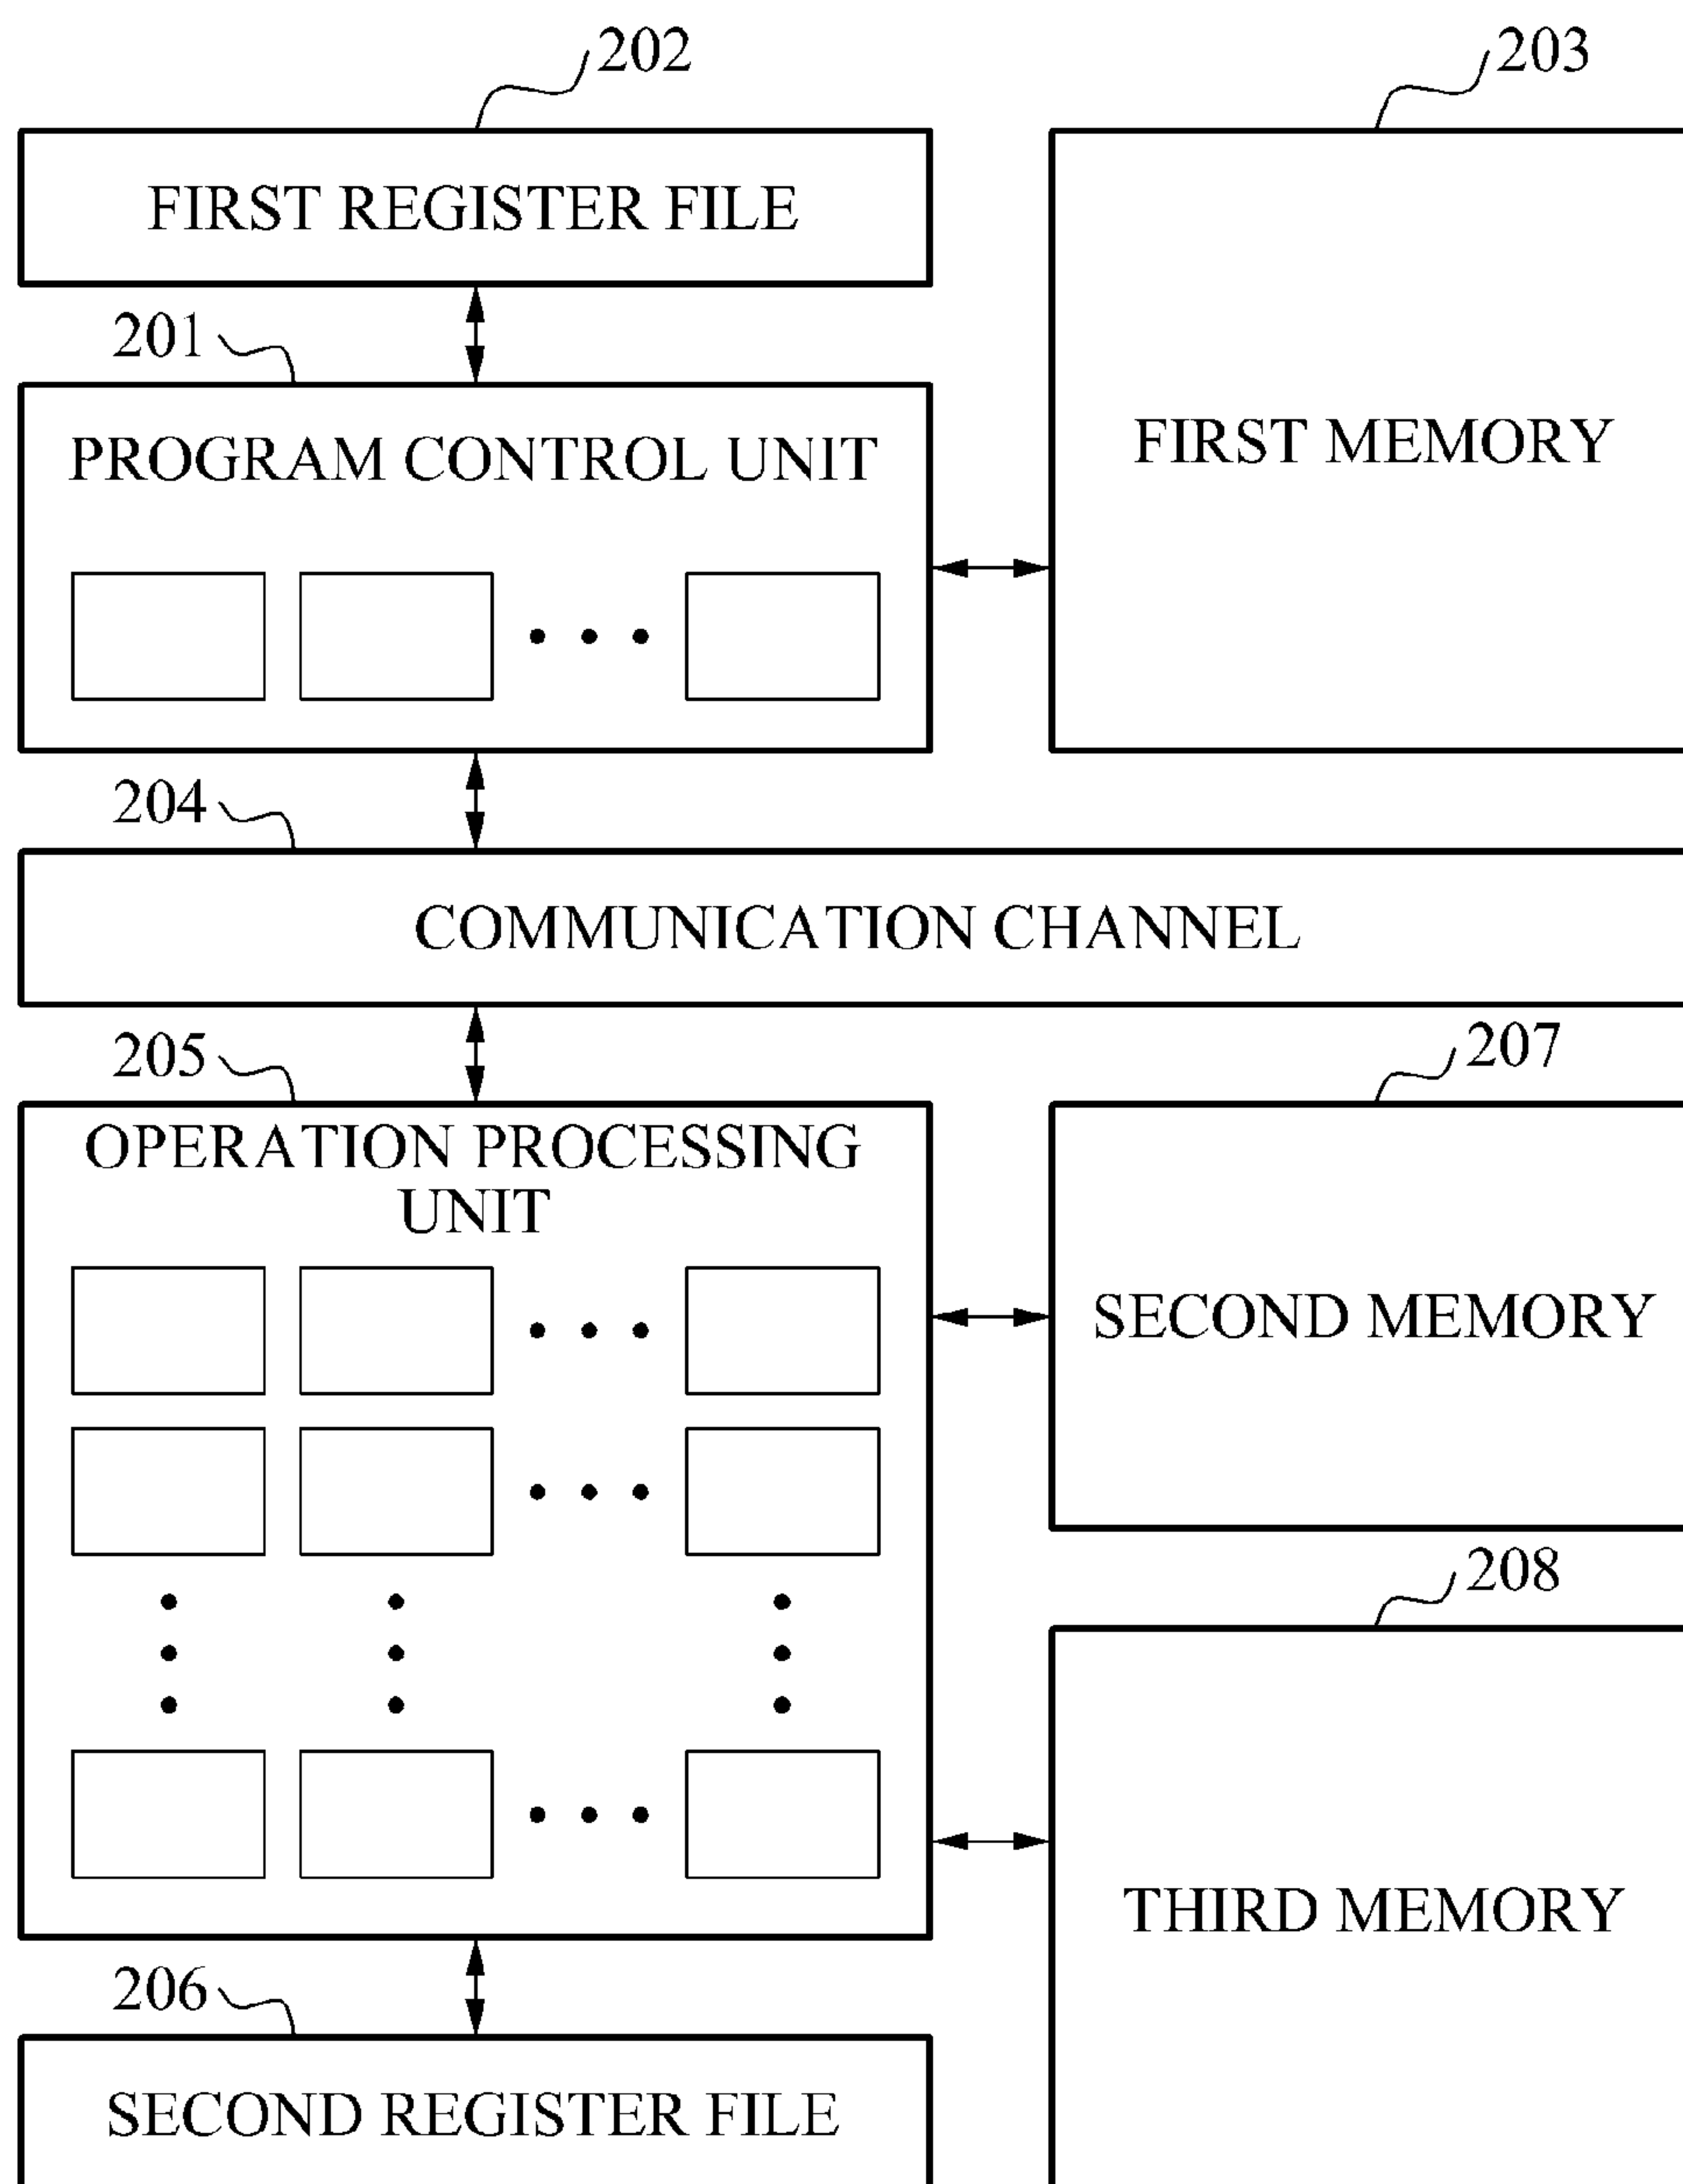 202
203
FIRST REGISTER FILE
201
PROGRAM CONTROL UNIT
FIRST MEMORY
204
COMMUNICATION CHANNEL
205
207
OPERATION PROCESSING
UNIT
SECOND MEMORY
208
THIRD MEMORY
206
SECOND REGISTER FILE